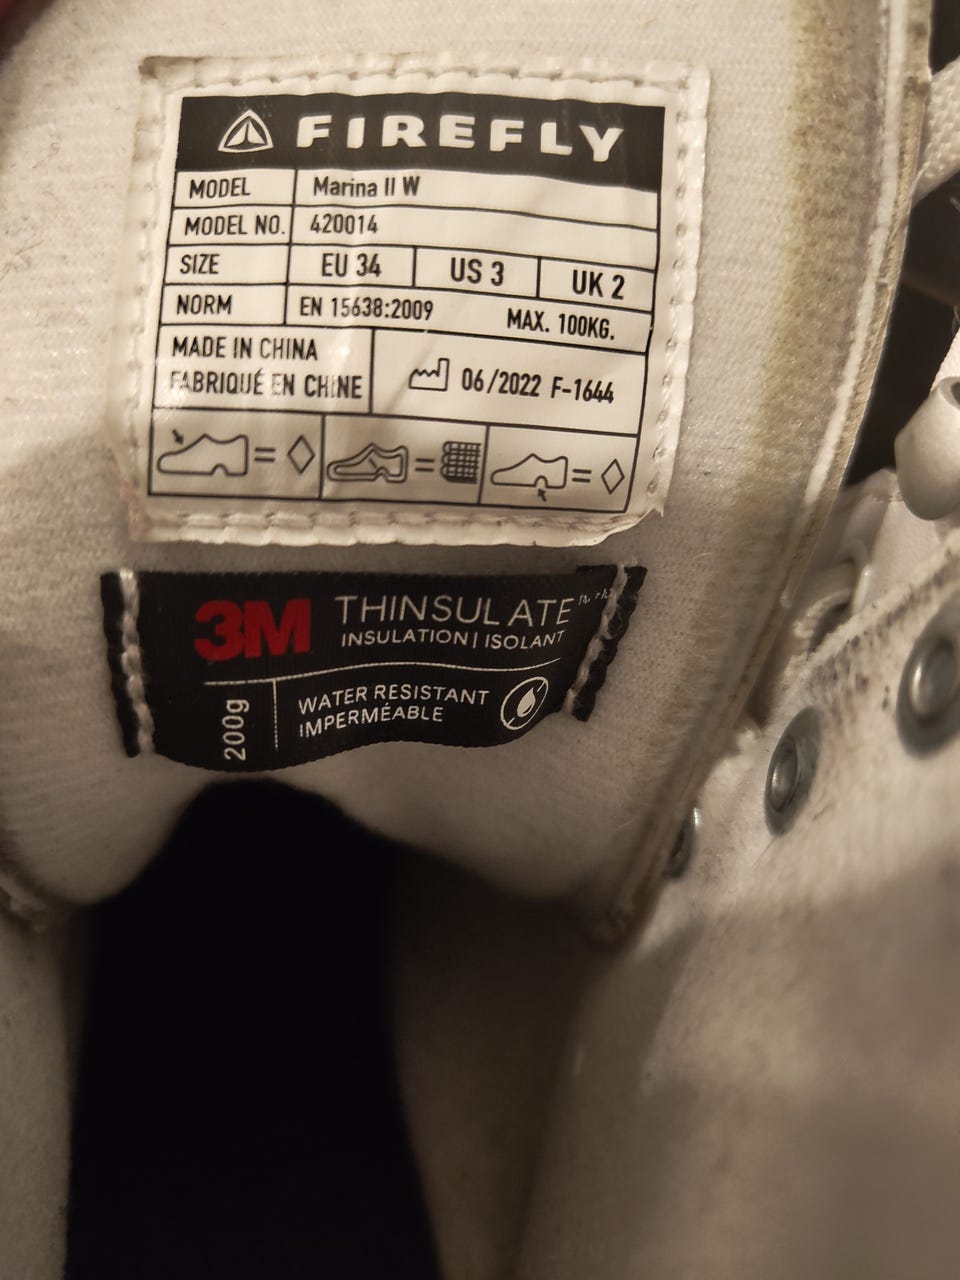 FIREFLY
MODEL Marina II W
MODEL NO. 420014
SIZE EU 34 US 3 UK 2
NORM EN 15638:2009 MAX. 100KG.
MADE IN CHINA
FABRIQUÉ EN CHINE
06/2022 F-1644
3M THINSULATE
INSULATION | ISOLANT
200g
WATER RESISTANT
IMPERMÉABLE